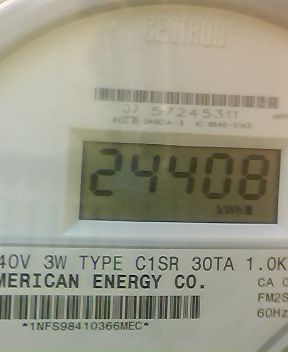 CENTRON
07 57245311
24408
kWh
40V 3W TYPE C1SR 30TA 1.0K
MERICAN ENERGY CO.
CA 0
FM2S
60Hz
*1NFS98410366MEC*